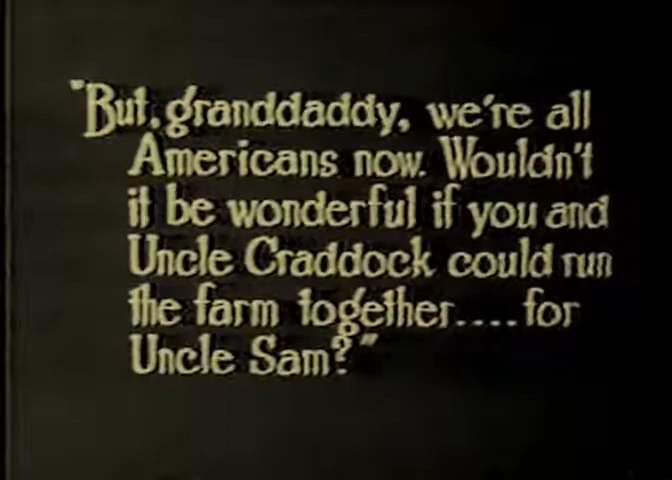 "But, granddaddy, we're all
Americans now. Wouldn't
it be wonderful if you and
Uncle Craddock could run
the farm together....for
Uncle Sam?"